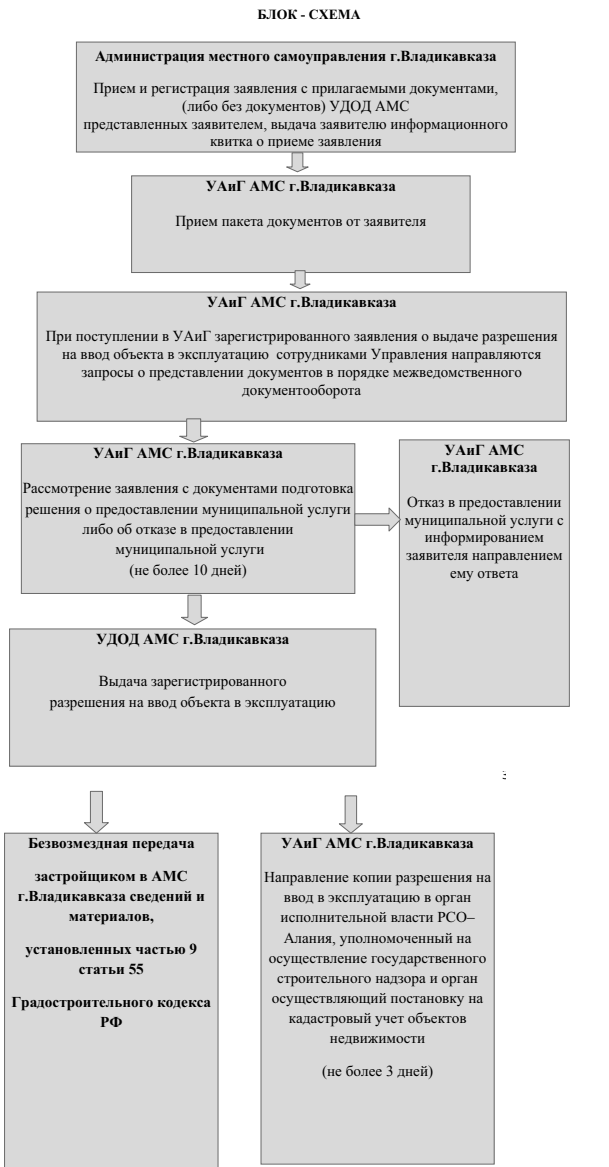 БЛОК - СХЕМА
Администрация местного самоуправления г.Владикавказа
Прием и регистрация заявления с прилагаемыми документами,
(либо без документов) УДОД АМС
представленных заявителем, выдача заявителю информационного
квитка о приеме заявления
УАиГ АМС г.Владикавказа
Прием пакета документов от заявителя
УАиГ АМС г.Владикавказа
При поступлении в УАиГ зарегистрированного заявления о выдаче разрешения
на ввод объекта в эксплуатацию сотрудниками Управления направляются
запросы о представлении документов в порядке межведомственного
документооборота
УАиГ АМС г.Владикавказа
Рассмотрение заявления с документами подготовка
решения о предоставлении муниципальной услуги
либо об отказе в предоставлении
муниципальной услуги
(не более 10 дней)
УАиГ АМС
г.Владикавказа
Отказ в предоставлении
муниципальной услуги с
информированием
заявителя направлением
ему ответа
УДОД АМС г.Владикавказа
Выдача зарегистрированного
разрешения на ввод объекта в эксплуатацию
Безвозмездная передача
застройщиком в АМС
г.Владикавказа сведений и
материалов,
установленных частью 9
статьи 55
Градостроительного кодекса
РФ
УАиГ АМС г.Владикавказа
Направление копии разрешения на
ввод в эксплуатацию в орган
исполнительной власти РСО–
Алания, уполномоченный на
осуществление государственного
строительного надзора и орган
осуществляющий постановку на
кадастровый учет объектов
недвижимости
(не более 3 дней)